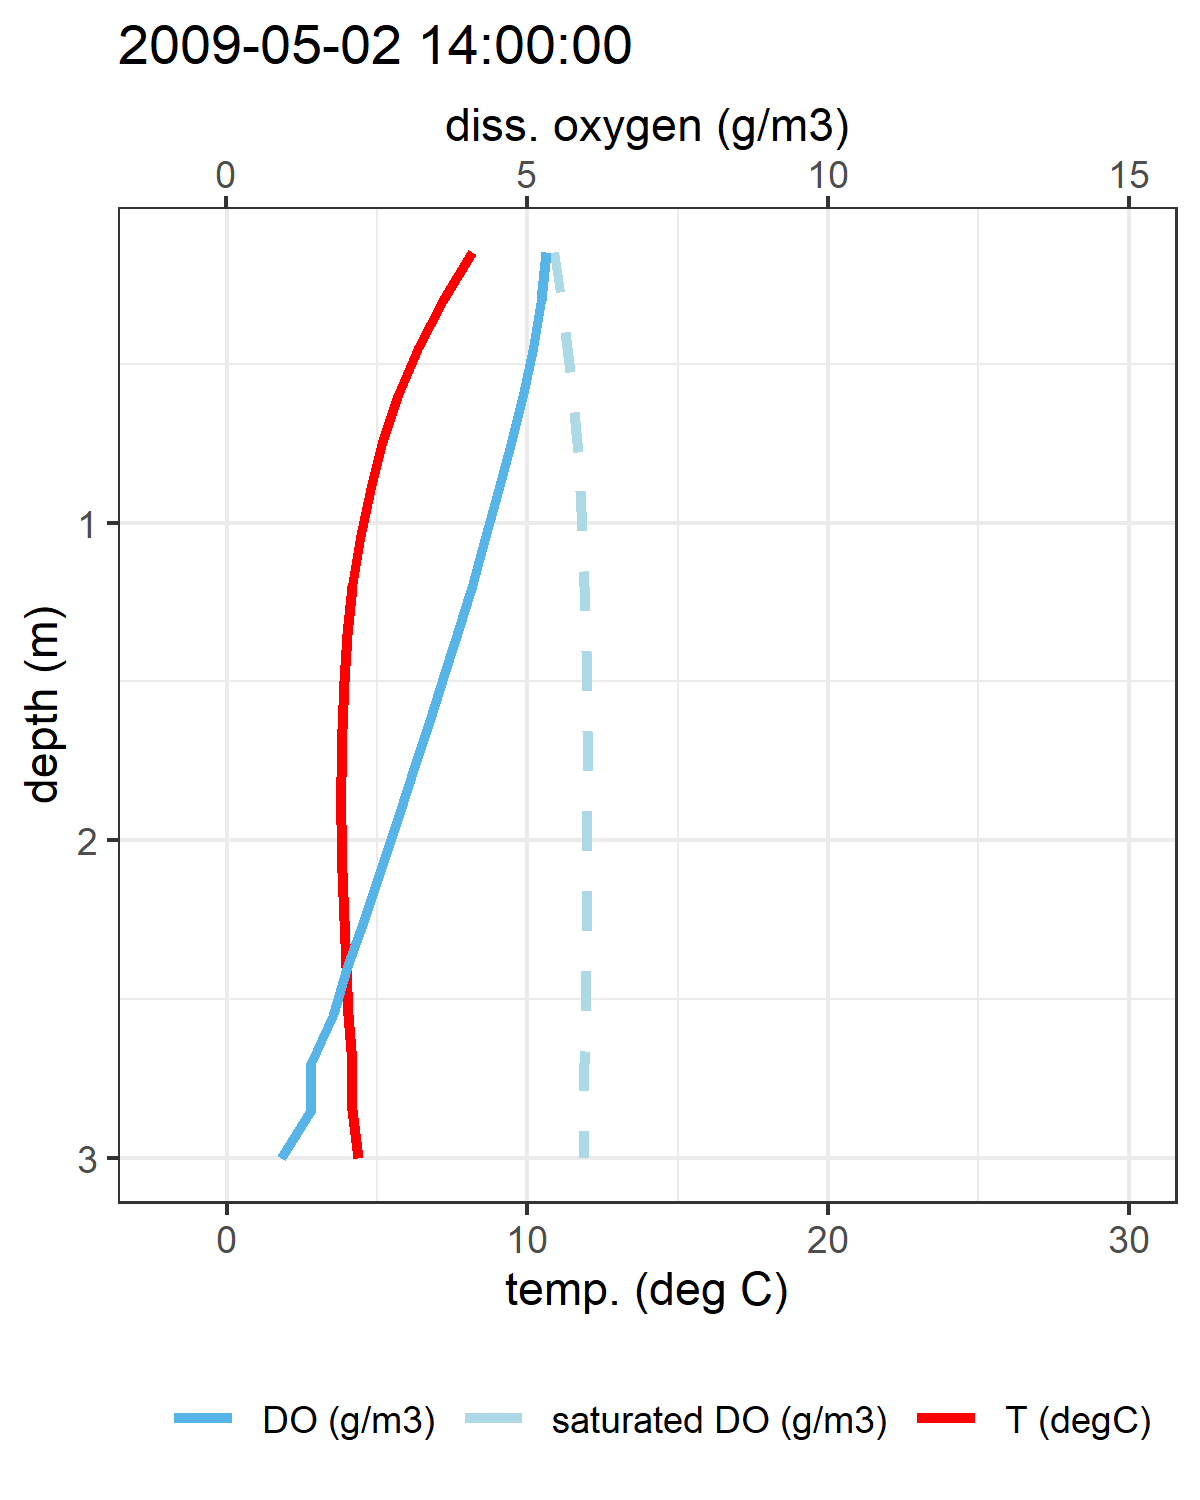 2009-05-02 14:00:00
diss. oxygen (g/m3)
0 5 10 15
depth (m)
1
2
3
0 10 20 30
temp. (deg C)
DO (g/m3) saturated DO (g/m3) T (degC)